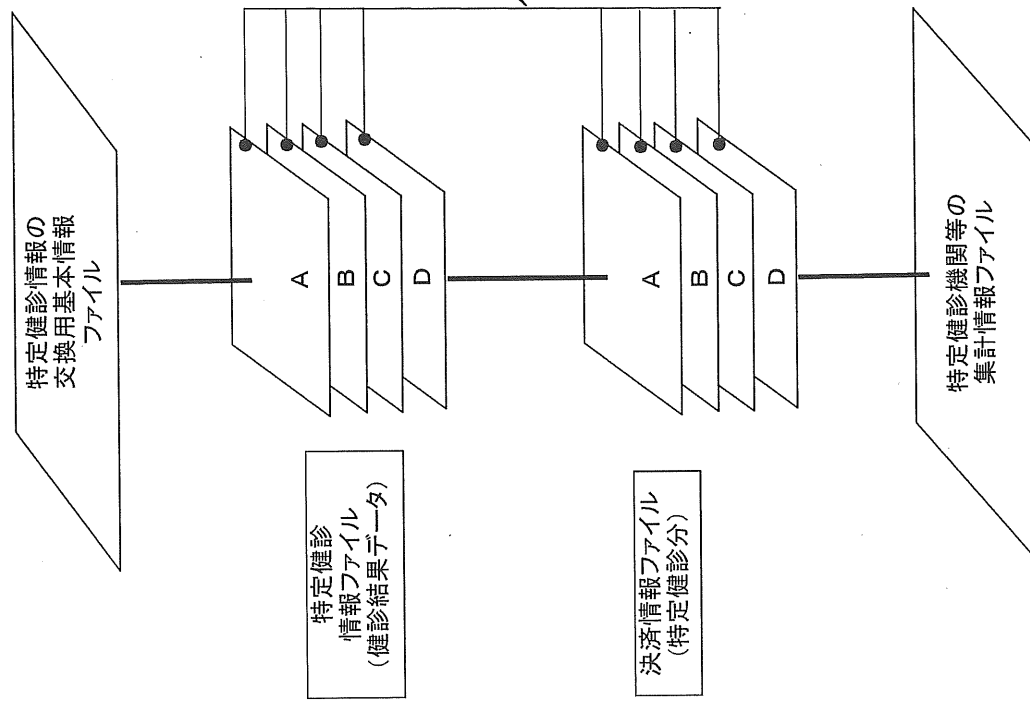 特定健診情報の
交換用基本情報
ファイル
特定健診
情報ファイル
(健診結果データ)
A
B
C
D
決済情報ファイル
(特定健診分)
A
B
C
D
特定健診機関等の
集計情報ファイル